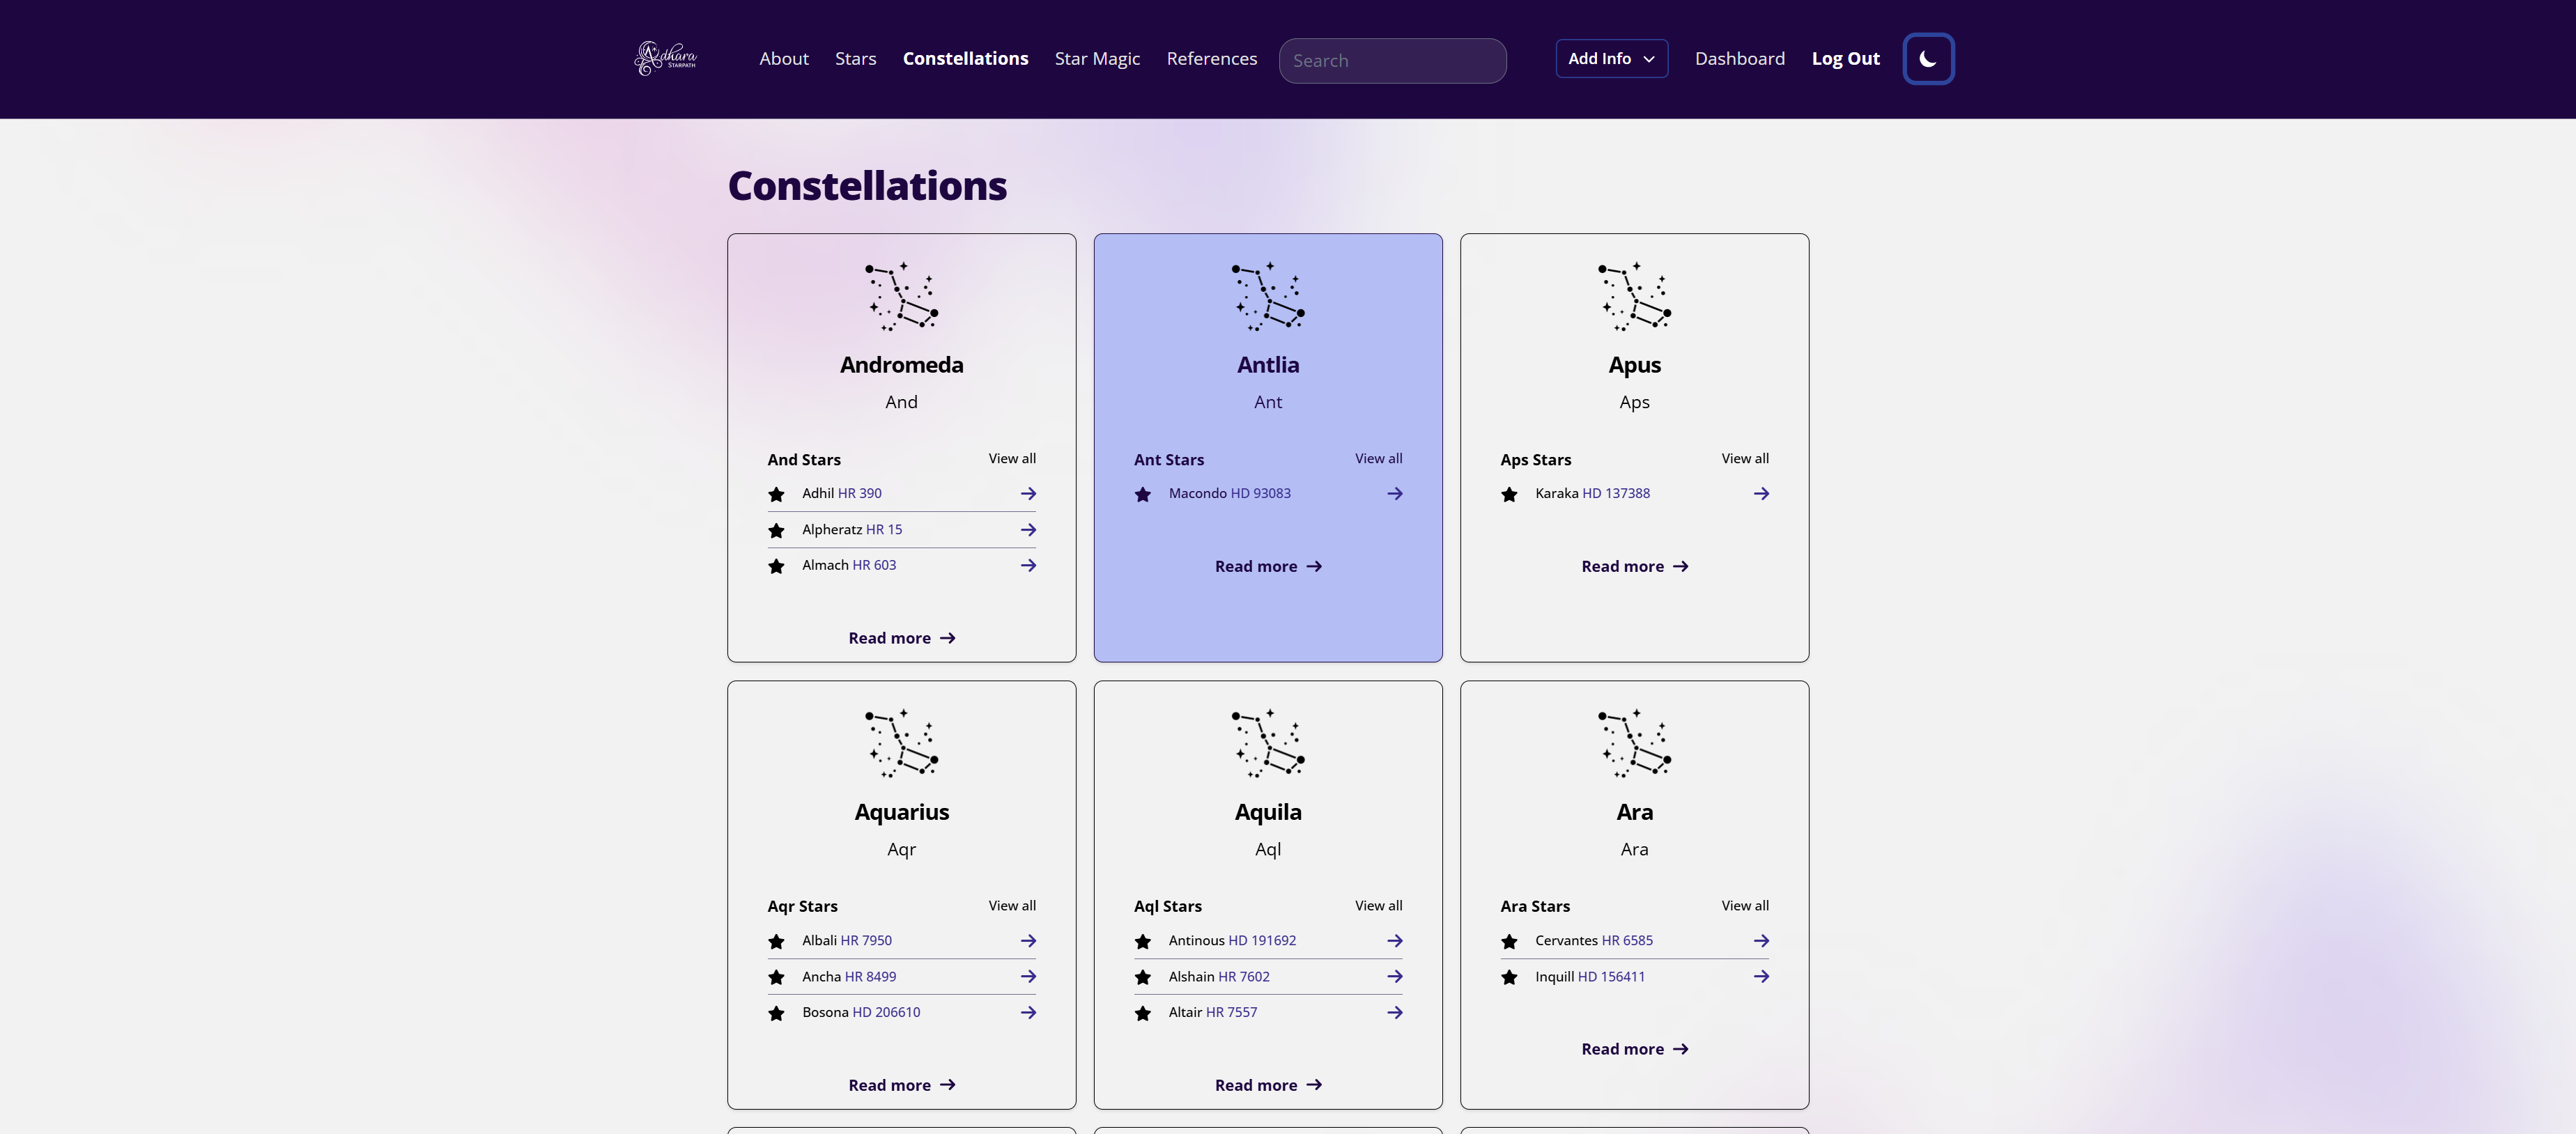 Adhara
STARPATH
About Stars Constellations Star Magic References Search Add Info Dashboard Log Out
Constellations
Andromeda
And
And Stars View all
Adhil HR 390
Alpheratz HR 15
Almach HR 603
Read more
Antlia
Ant
Ant Stars View all
Macondo HD 93083
Read more
Apus
Aps
Aps Stars View all
Karaka HD 137388
Read more
Aquarius
Aqr
Aqr Stars View all
Albali HR 7950
Ancha HR 8499
Bosona HD 206610
Read more
Aquila
Aql
Aql Stars View all
Antinous HD 191692
Alshain HR 7602
Altair HR 7557
Read more
Ara
Ara
Ara Stars View all
Cervantes HR 6585
Inquill HD 156411
Read more